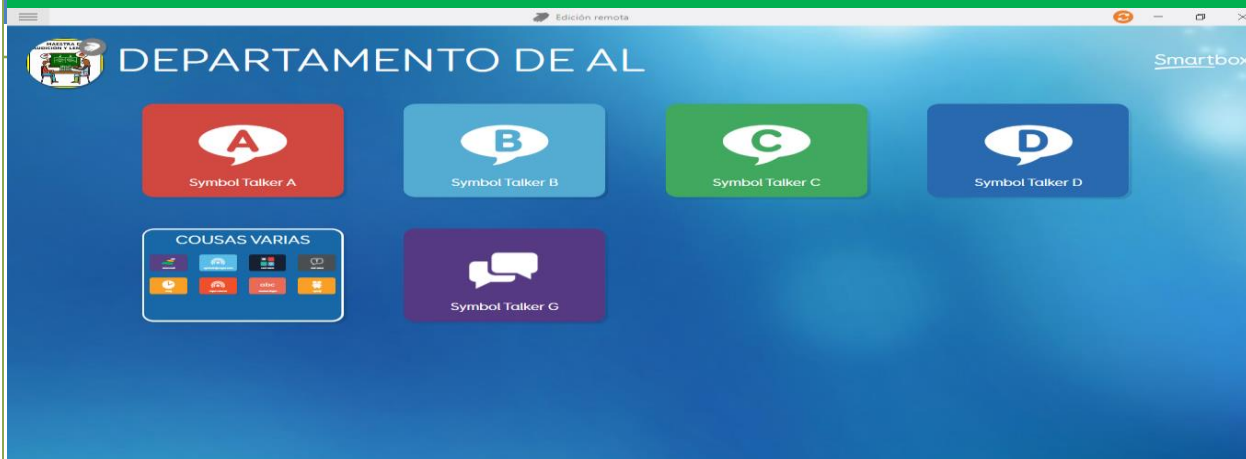 Edición remota
MAESTRA
DEPARTAMENTO DE AL
Smartbox
A
Symbol Talker A
B
Symbol Talker B
C
Symbol Talker C
D
Symbol Talker D
COUSAS VARIAS
abc
Symbol Talker G